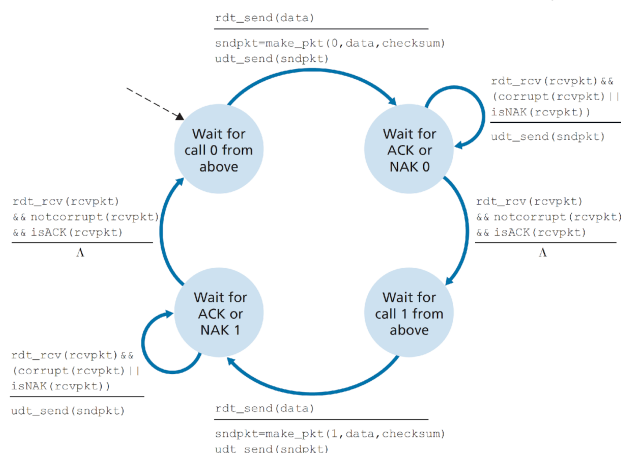 rdt_send(data)
sndpkt=make_pkt(0,data,checksum)
udt_send(sndpkt)
Wait for
call 0 from
above
Wait for
ACK or
NAK 0
rdt_rcv(rcvpkt)&&
(corrupt(rcvpkt)||
isNAK(rcvpkt))
udt_send(sndpkt)
rdt_rcv(rcvpkt)
&& notcorrupt(rcvpkt)
&& isACK(rcvpkt)
Λ
rdt_rcv(rcvpkt)
&& notcorrupt(rcvpkt)
&& isACK(rcvpkt)
Λ
Wait for
ACK or
NAK 1
Wait for
call 1 from
above
rdt_rcv(rcvpkt)&&
(corrupt(rcvpkt)||
isNAK(rcvpkt))
udt_send(sndpkt)
rdt_send(data)
sndpkt=make_pkt(1,data,checksum)
udt_send(sndpkt)